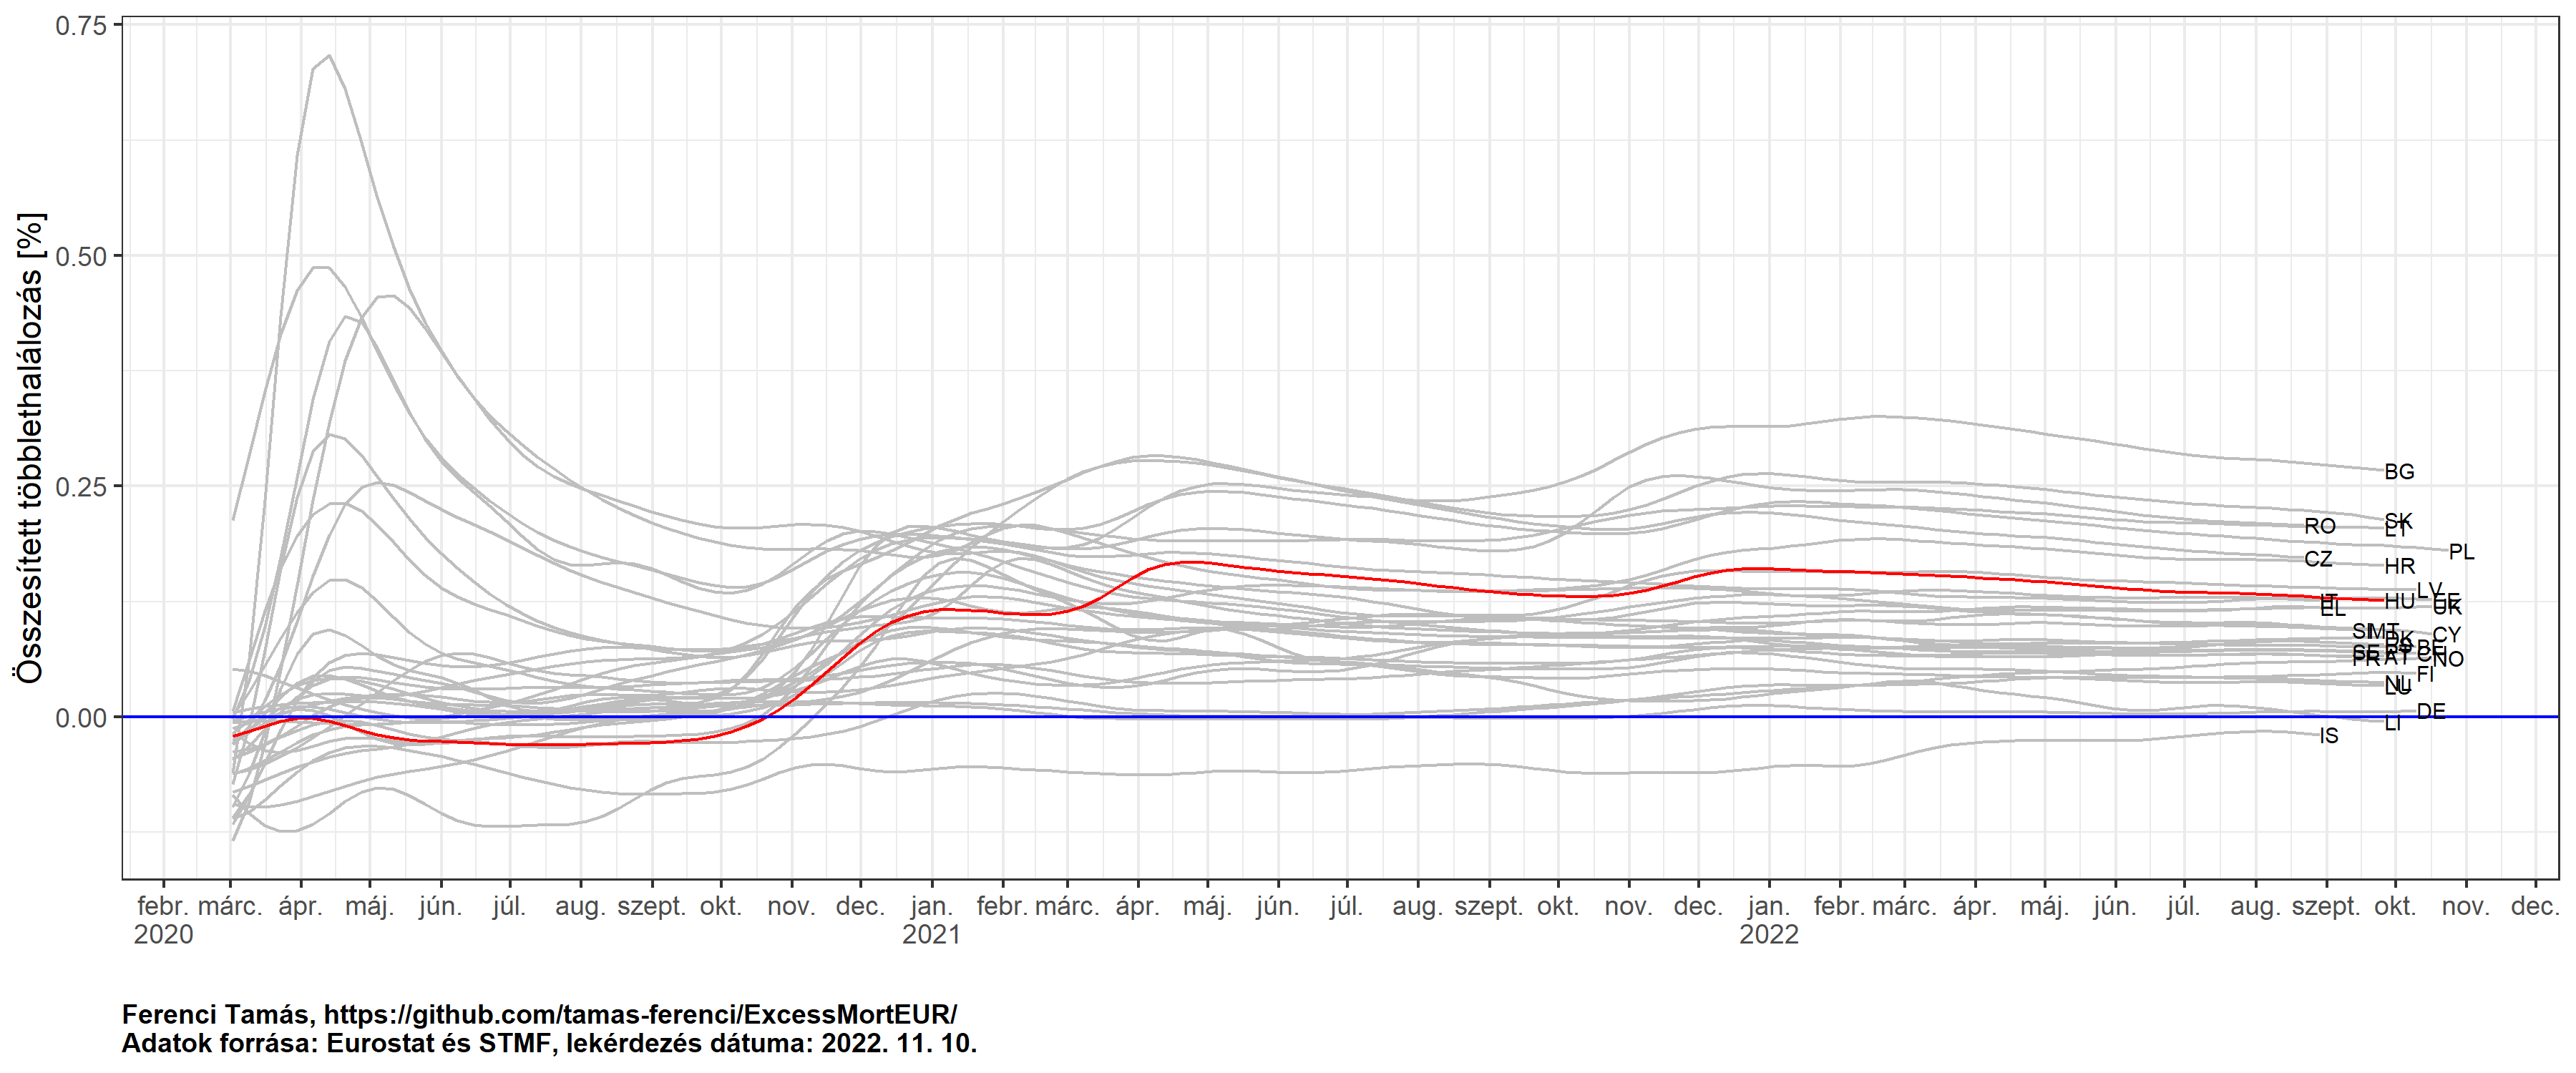 Összesített többlethalálozás [%]
0.75
0.50
0.25
0.00
BG
SK
LT
RO
PL
CZ
HR
LV
HU
EE
UK
IT
EL
SI
MT
CY
DK
ES
BE
SE
CH
FR
AT
NO
FI
NL
LU
DE
LI
IS
febr. márc. ápr. máj. jún. júl. aug. szept. okt. nov. dec. jan. febr. márc. ápr. máj. jún. júl. aug. szept. okt. nov. dec. jan. febr. márc. ápr. máj. jún. júl. aug. szept. okt. nov. dec.
2020 2021 2022
Ferenci Tamás, https://github.com/tamas-ferenci/ExcessMortEUR/
Adatok forrása: Eurostat és STMF, lekérdezés dátuma: 2022. 11. 10.